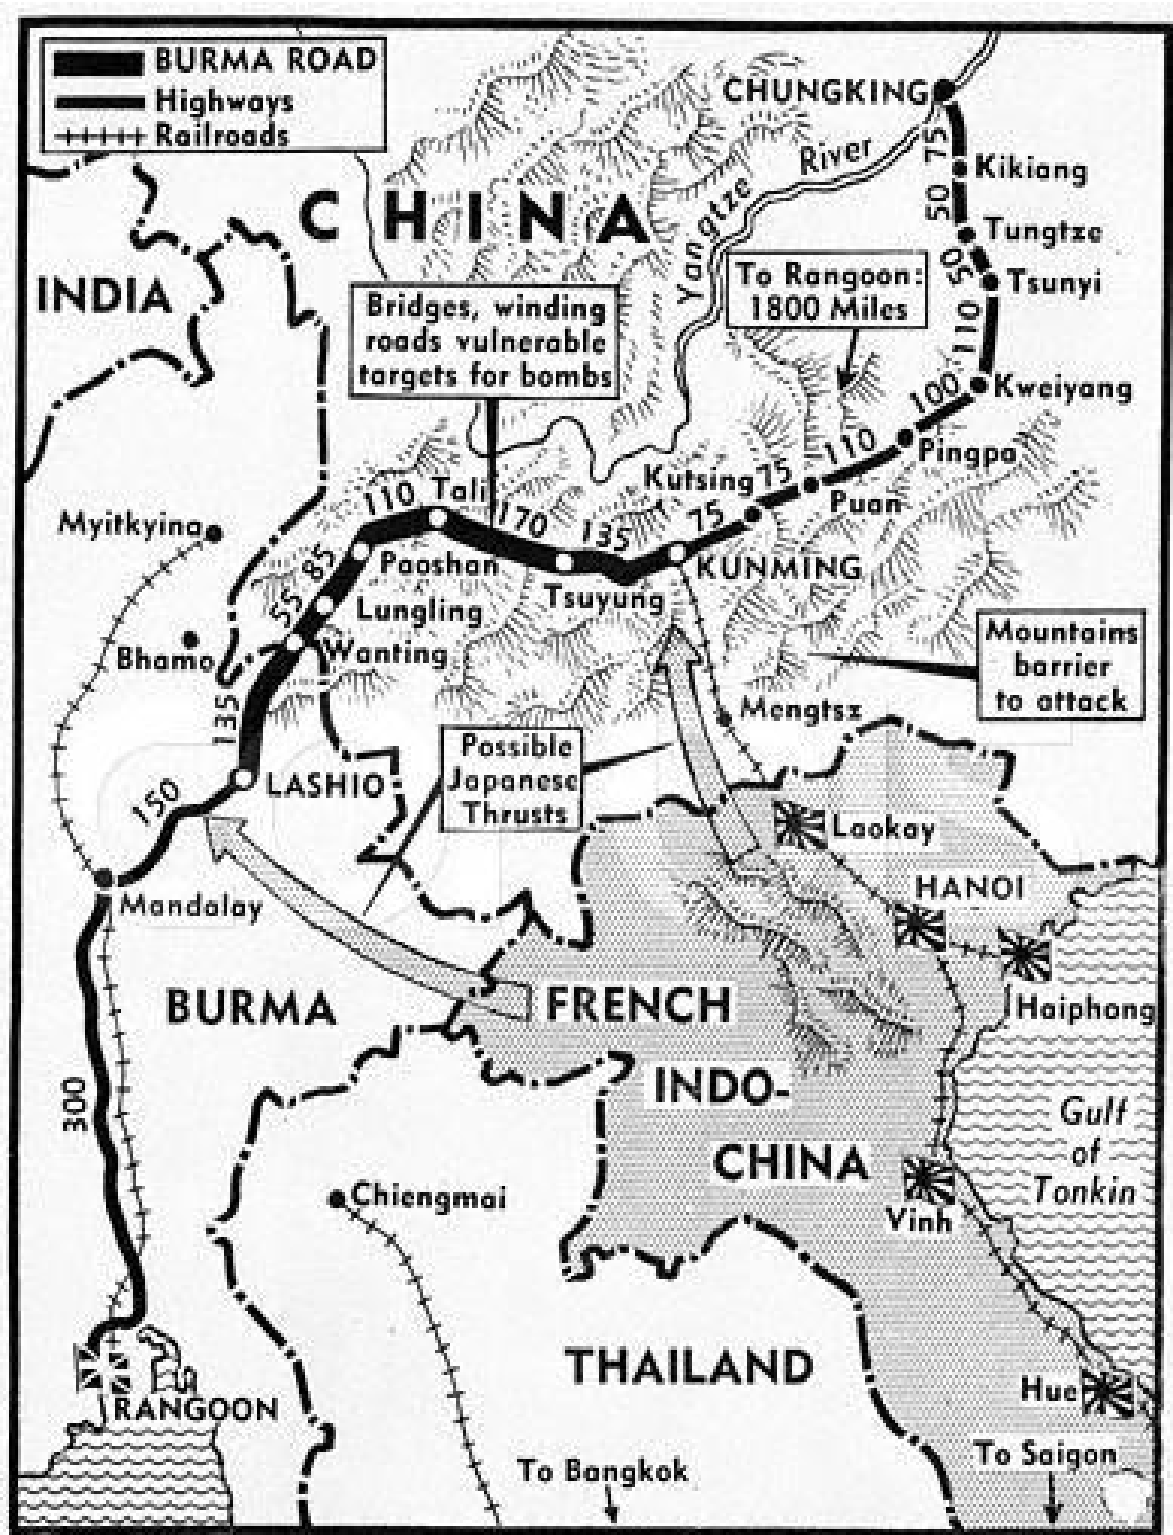 BURMA ROAD
Highways
Railroads
CHUNGKING
75
River
Kikiang
50
CHINA
Yangtze
Tungtze
50
INDIA
To Rangoon:
1800 Miles
Tsunyi
Bridges, winding
roads vulnerable
targets for bombs
110
100
Kweiyang
110
Pingpa
Kutsing
75
Puan
110
Tali
Myitkyina
170
135
75
85
Paoshan
KUNMING
55
Lungling
Tsuyung
Wanting
Bhamo
Mountains
barrier
to attack
135
Mengtsz
Possible
Japanese
Thrusts
LASHIO
150
Laokay
HANOI
Mandalay
BURMA
FRENCH
Haiphong
INDO-
CHINA
300
Gulf
of
Tonkin
Chiengmai
Vinh
THAILAND
Hue
RANGOON
To Bangkok
To Saigon